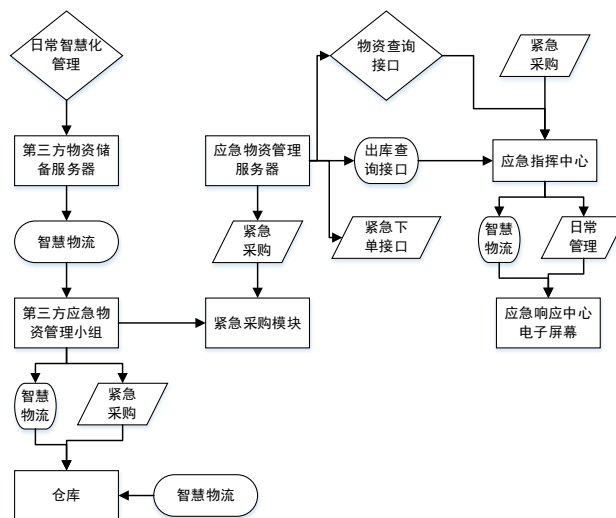 日常智慧化
管理
物资查询
接口
紧急
采购
第三方物资储
备服务器
应急物资管理
服务器
出库查
询接口
应急指挥中心
智慧物流
紧急
采购
紧急下
单接口
智慧
物流
日常
管理
第三方应急物
资管理小组
紧急采购模块
应急响应中心
电子屏幕
智慧
物流
紧急
采购
仓库
智慧物流